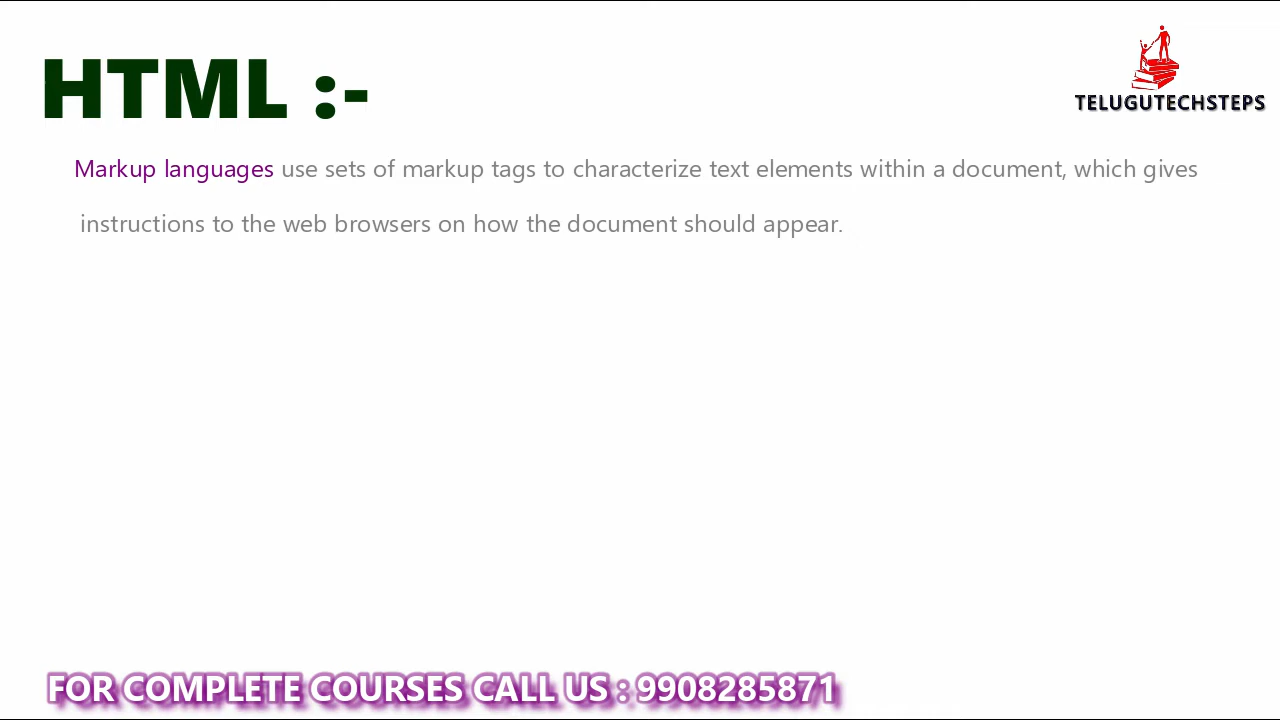 HTML :-
TELUGUTECHSTEPS
Markup languages use sets of markup tags to characterize text elements within a document, which gives
instructions to the web browsers on how the document should appear.
FOR COMPLETE COURSES CALL US : 9908285871